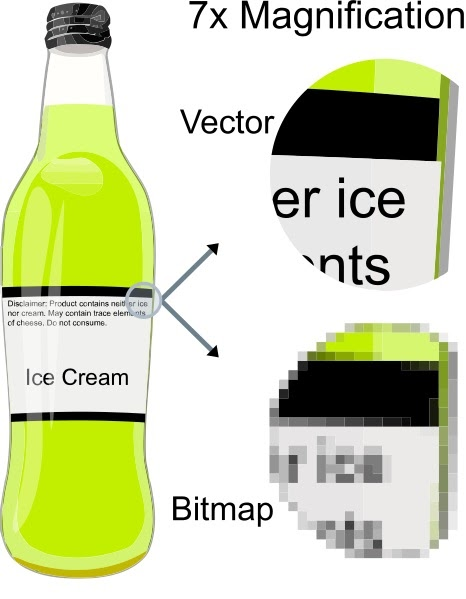 7x Magnification
Vector
er ice
ents
Disclaimer: Product contains neither ice
nor cream. May contain trace elements
of cheese. Do not consume.
Ice Cream
r ice
Bitmap